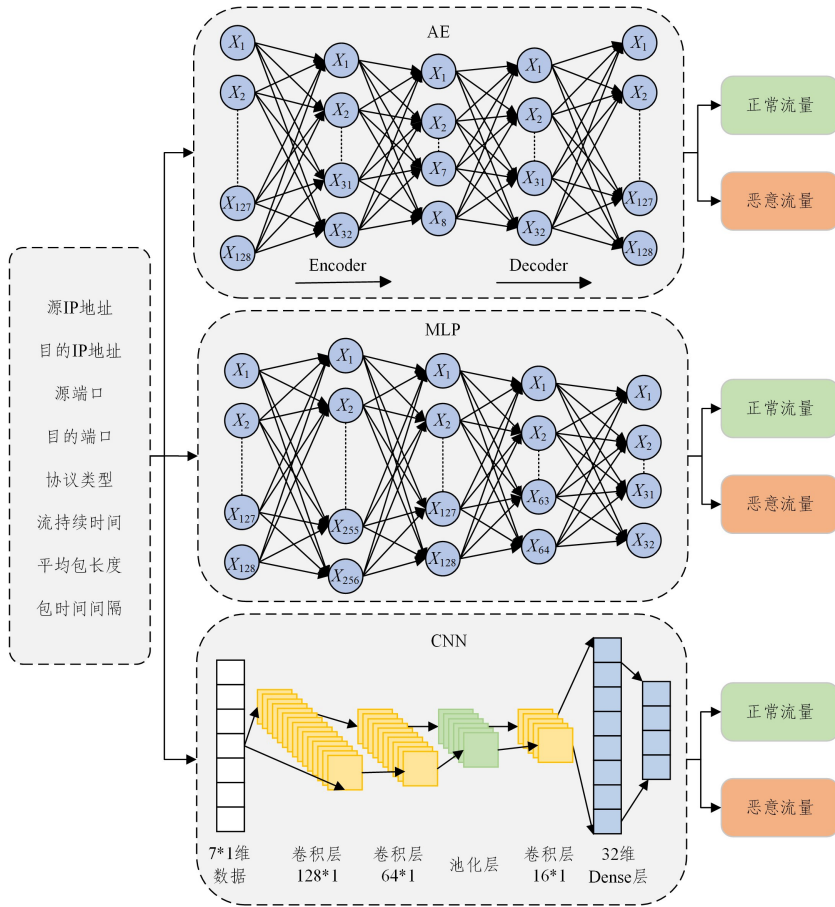 源IP地址
目的IP地址
源端口
目的端口
协议类型
流持续时间
平均包长度
包时间间隔
AE
X1 X1 X1 X1 X1
X2 X2 X2 X2 X2
X127 X31 X7 X31 X127
X128 X32 X8 X32 X128
Encoder Decoder
正常流量
恶意流量
MLP
X1 X1 X1 X1 X1
X2 X2 X2 X2 X2
X127 X255 X127 X63 X31
X128 X256 X128 X64 X32
正常流量
恶意流量
CNN
7*1维 卷积层 卷积层 池化层 卷积层 32维
数据 128*1 64*1 16*1 Dense层
正常流量
恶意流量